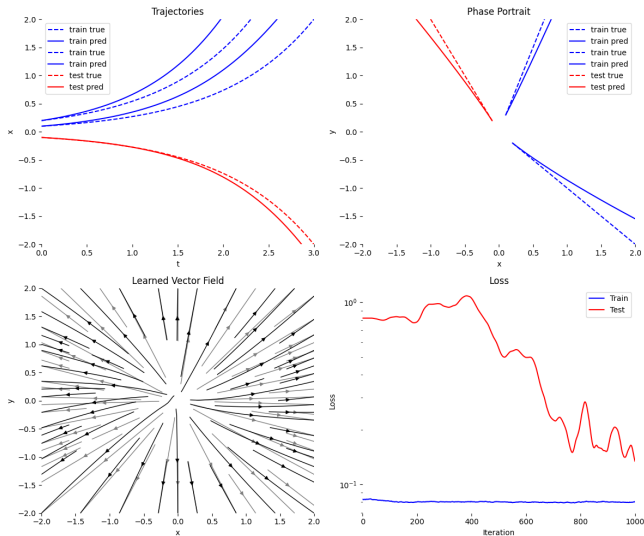 Trajectories
train true
train pred
train true
train pred
test true
test pred
x
2.0
1.5
1.0
0.5
0.0
−0.5
−1.0
−1.5
−2.0
0.0 0.5 1.0 1.5 2.0 2.5 3.0
t
Phase Portrait
train true
train pred
train true
train pred
test true
test pred
y
2.0
1.5
1.0
0.5
0.0
−0.5
−1.0
−1.5
−2.0
−2.0 −1.5 −1.0 −0.5 0.0 0.5 1.0 1.5 2.0
x
Learned Vector Field
y
2.0
1.5
1.0
0.5
0.0
−0.5
−1.0
−1.5
−2.0
−2.0 −1.5 −1.0 −0.5 0.0 0.5 1.0 1.5 2.0
x
Loss
Train
Test
Loss
10⁰
10⁻¹
0 200 400 600 800 1000
Iteration